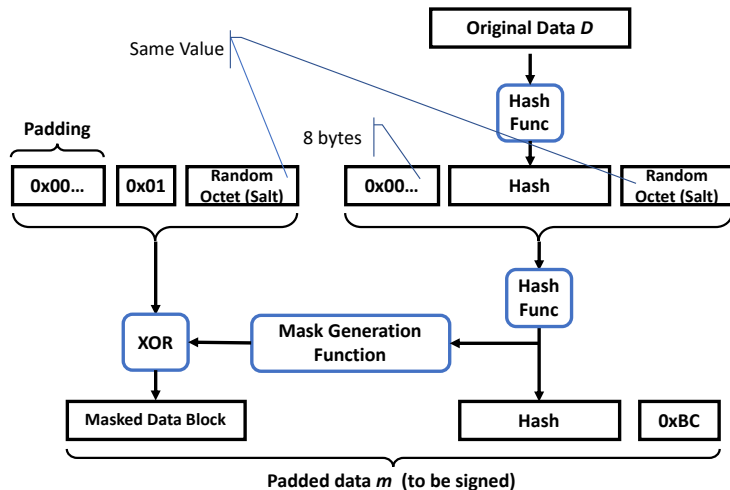 Original Data D
Same Value
Hash
Func
Padding
8 bytes
0x00...
0x01
Random
Octet (Salt)
0x00...
Hash
Random
Octet (Salt)
Hash
Func
XOR
Mask Generation
Function
Masked Data Block
Hash
0xBC
Padded data m (to be signed)